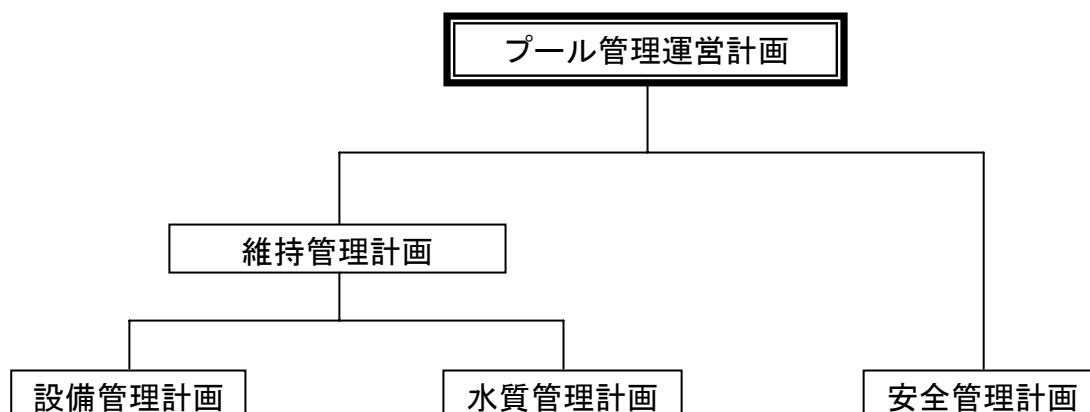 プール管理運営計画
維持管理計画
設備管理計画
水質管理計画
安全管理計画